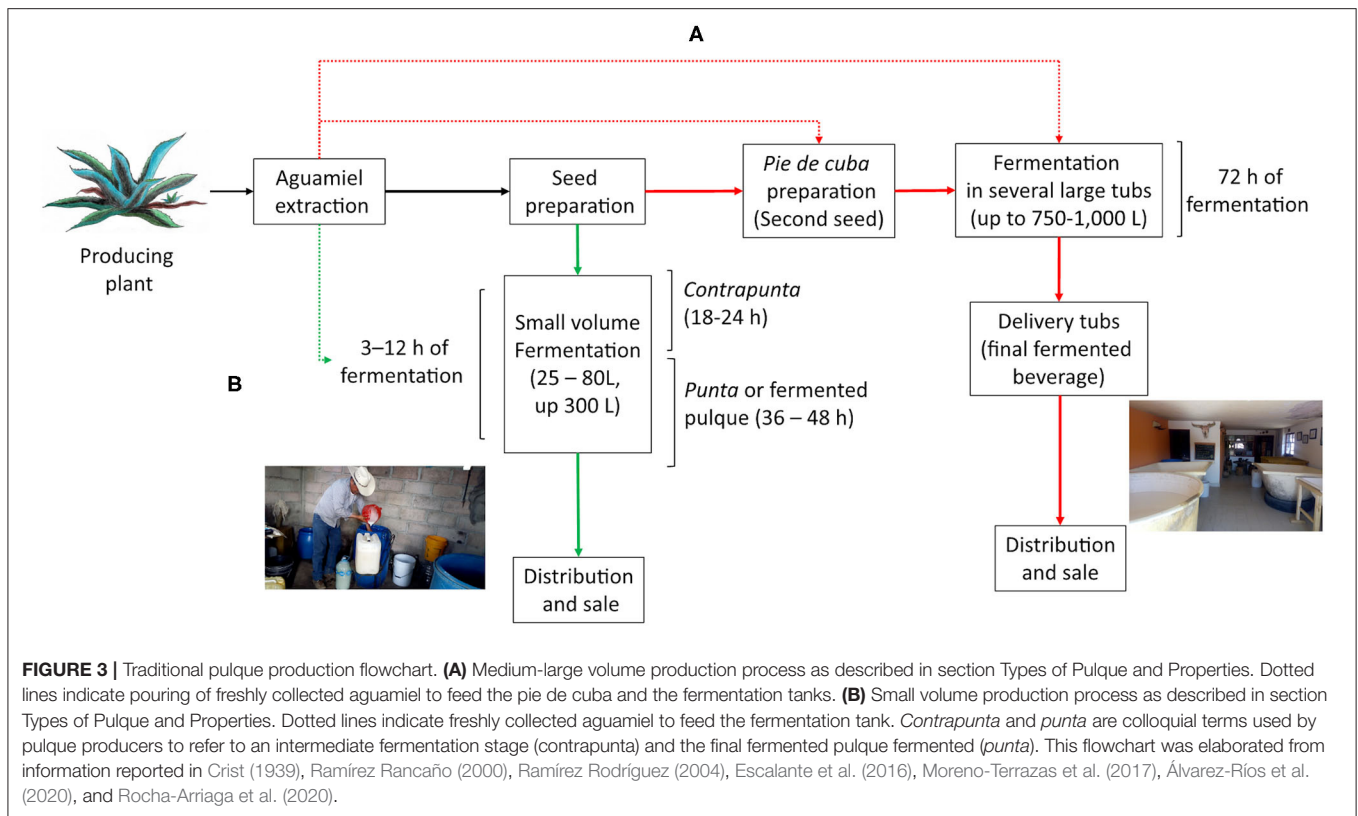 A
Producing
plant
Aguamiel
extraction
Seed
preparation
Pie de cuba
preparation
(Second seed)
Fermentation
in several large tubs
(up to 750-1,000 L)
72 h of
fermentation
B
3–12 h of
fermentation
Small volume
Fermentation
(25 – 80L,
up 300 L)
Contrapunta
(18-24 h)
Punta or fermented
pulque (36 – 48 h)
Delivery tubs
(final fermented
beverage)
Distribution
and sale
Distribution
and sale
FIGURE 3 | Traditional pulque production flowchart. (A) Medium-large volume production process as described in section Types of Pulque and Properties. Dotted
lines indicate pouring of freshly collected aguamiel to feed the pie de cuba and the fermentation tanks. (B) Small volume production process as described in section
Types of Pulque and Properties. Dotted lines indicate freshly collected aguamiel to feed the fermentation tank. Contrapunta and punta are colloquial terms used by
pulque producers to refer to an intermediate fermentation stage (contrapunta) and the final fermented pulque fermented (punta). This flowchart was elaborated from
information reported in Crist (1939), Ramírez Rancaño (2000), Ramírez Rodríguez (2004), Escalante et al. (2016), Moreno-Terrazas et al. (2017), Álvarez-Ríos et al.
(2020), and Rocha-Arriaga et al. (2020).